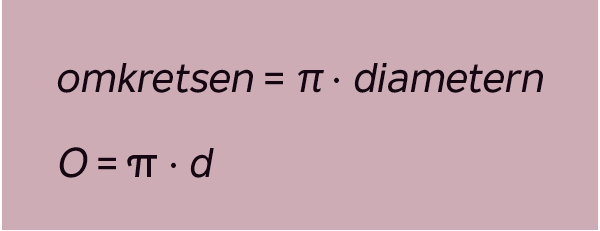 omkretsen = π · diametern
O = π · d